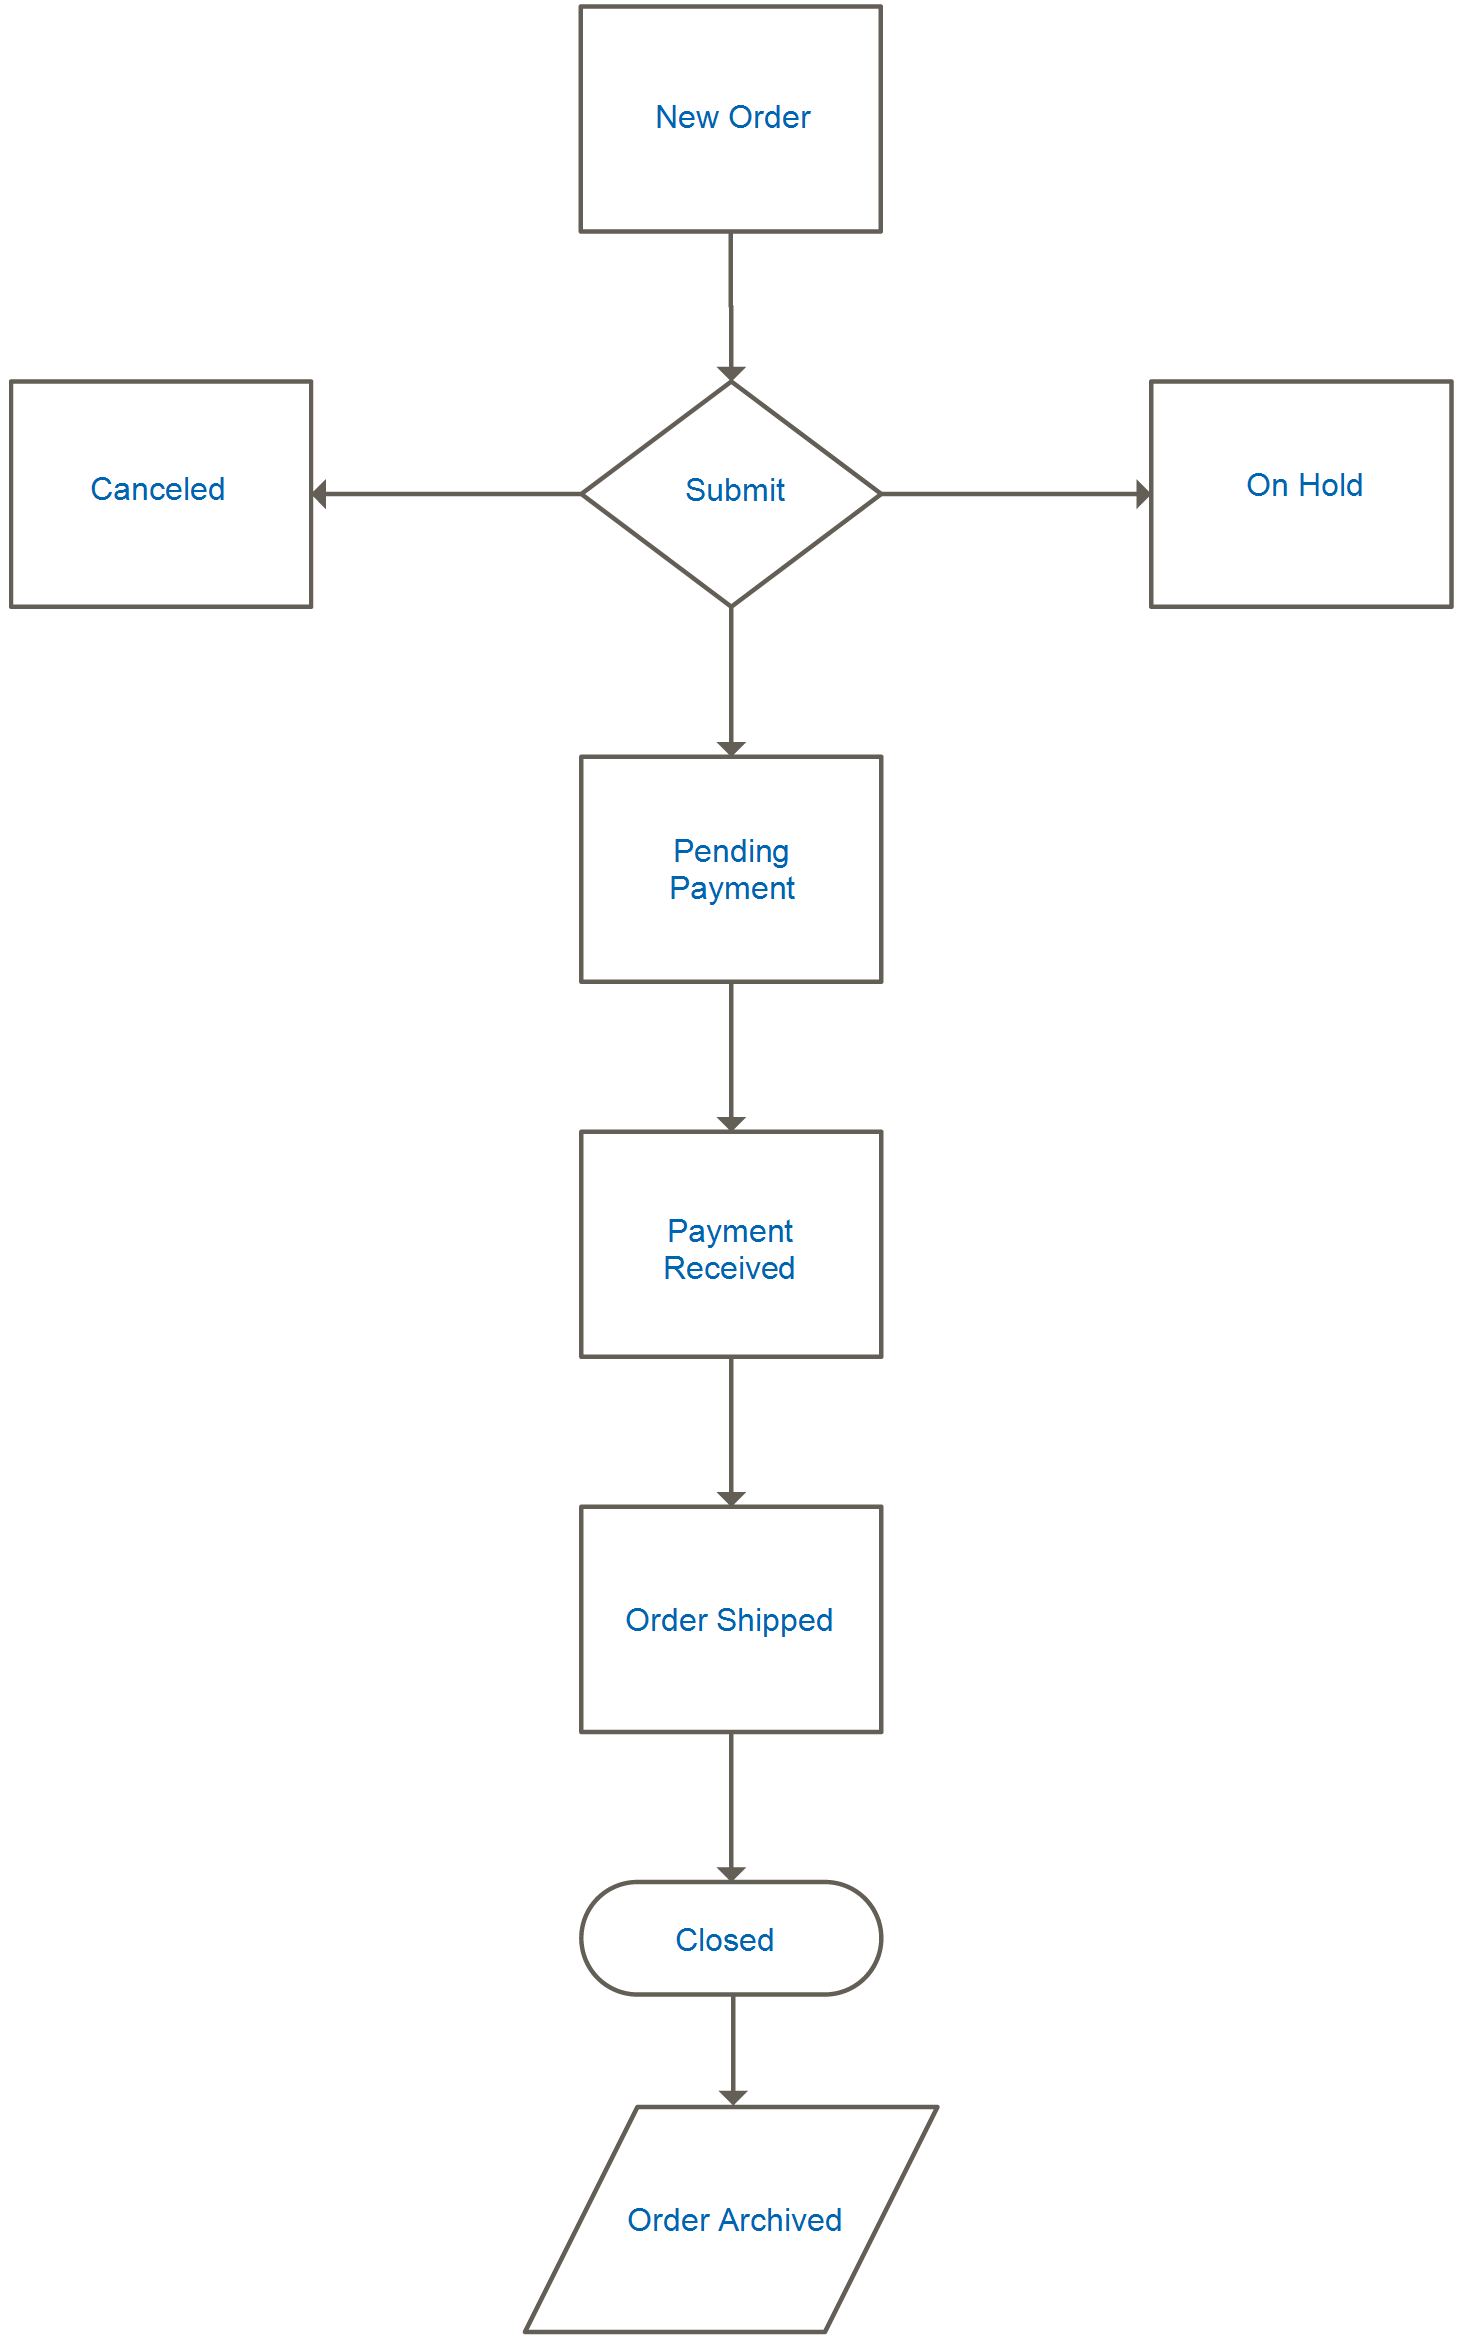 New Order
Canceled
Submit
On Hold
Pending
Payment
Payment
Received
Order Shipped
Closed
Order Archived